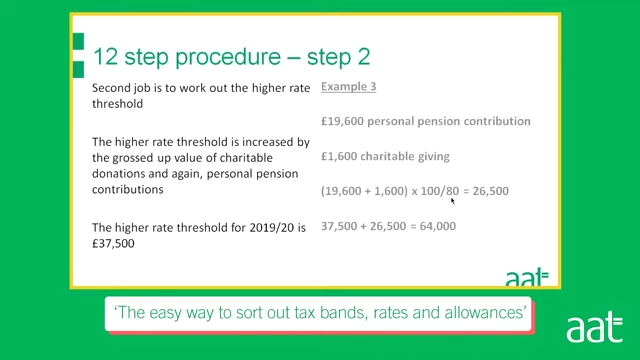 12 step procedure – step 2
Second job is to work out the higher rate
threshold
The higher rate threshold is increased by
the grossed up value of charitable
donations and again, personal pension
contributions
The higher rate threshold for 2019/20 is
£37,500
Example 3
£19,600 personal pension contribution
£1,600 charitable giving
(19,600 + 1,600) x 100/80 = 26,500
37,500 + 26,500 = 64,000
aat
‘The easy way to sort out tax bands, rates and allowances’
aat